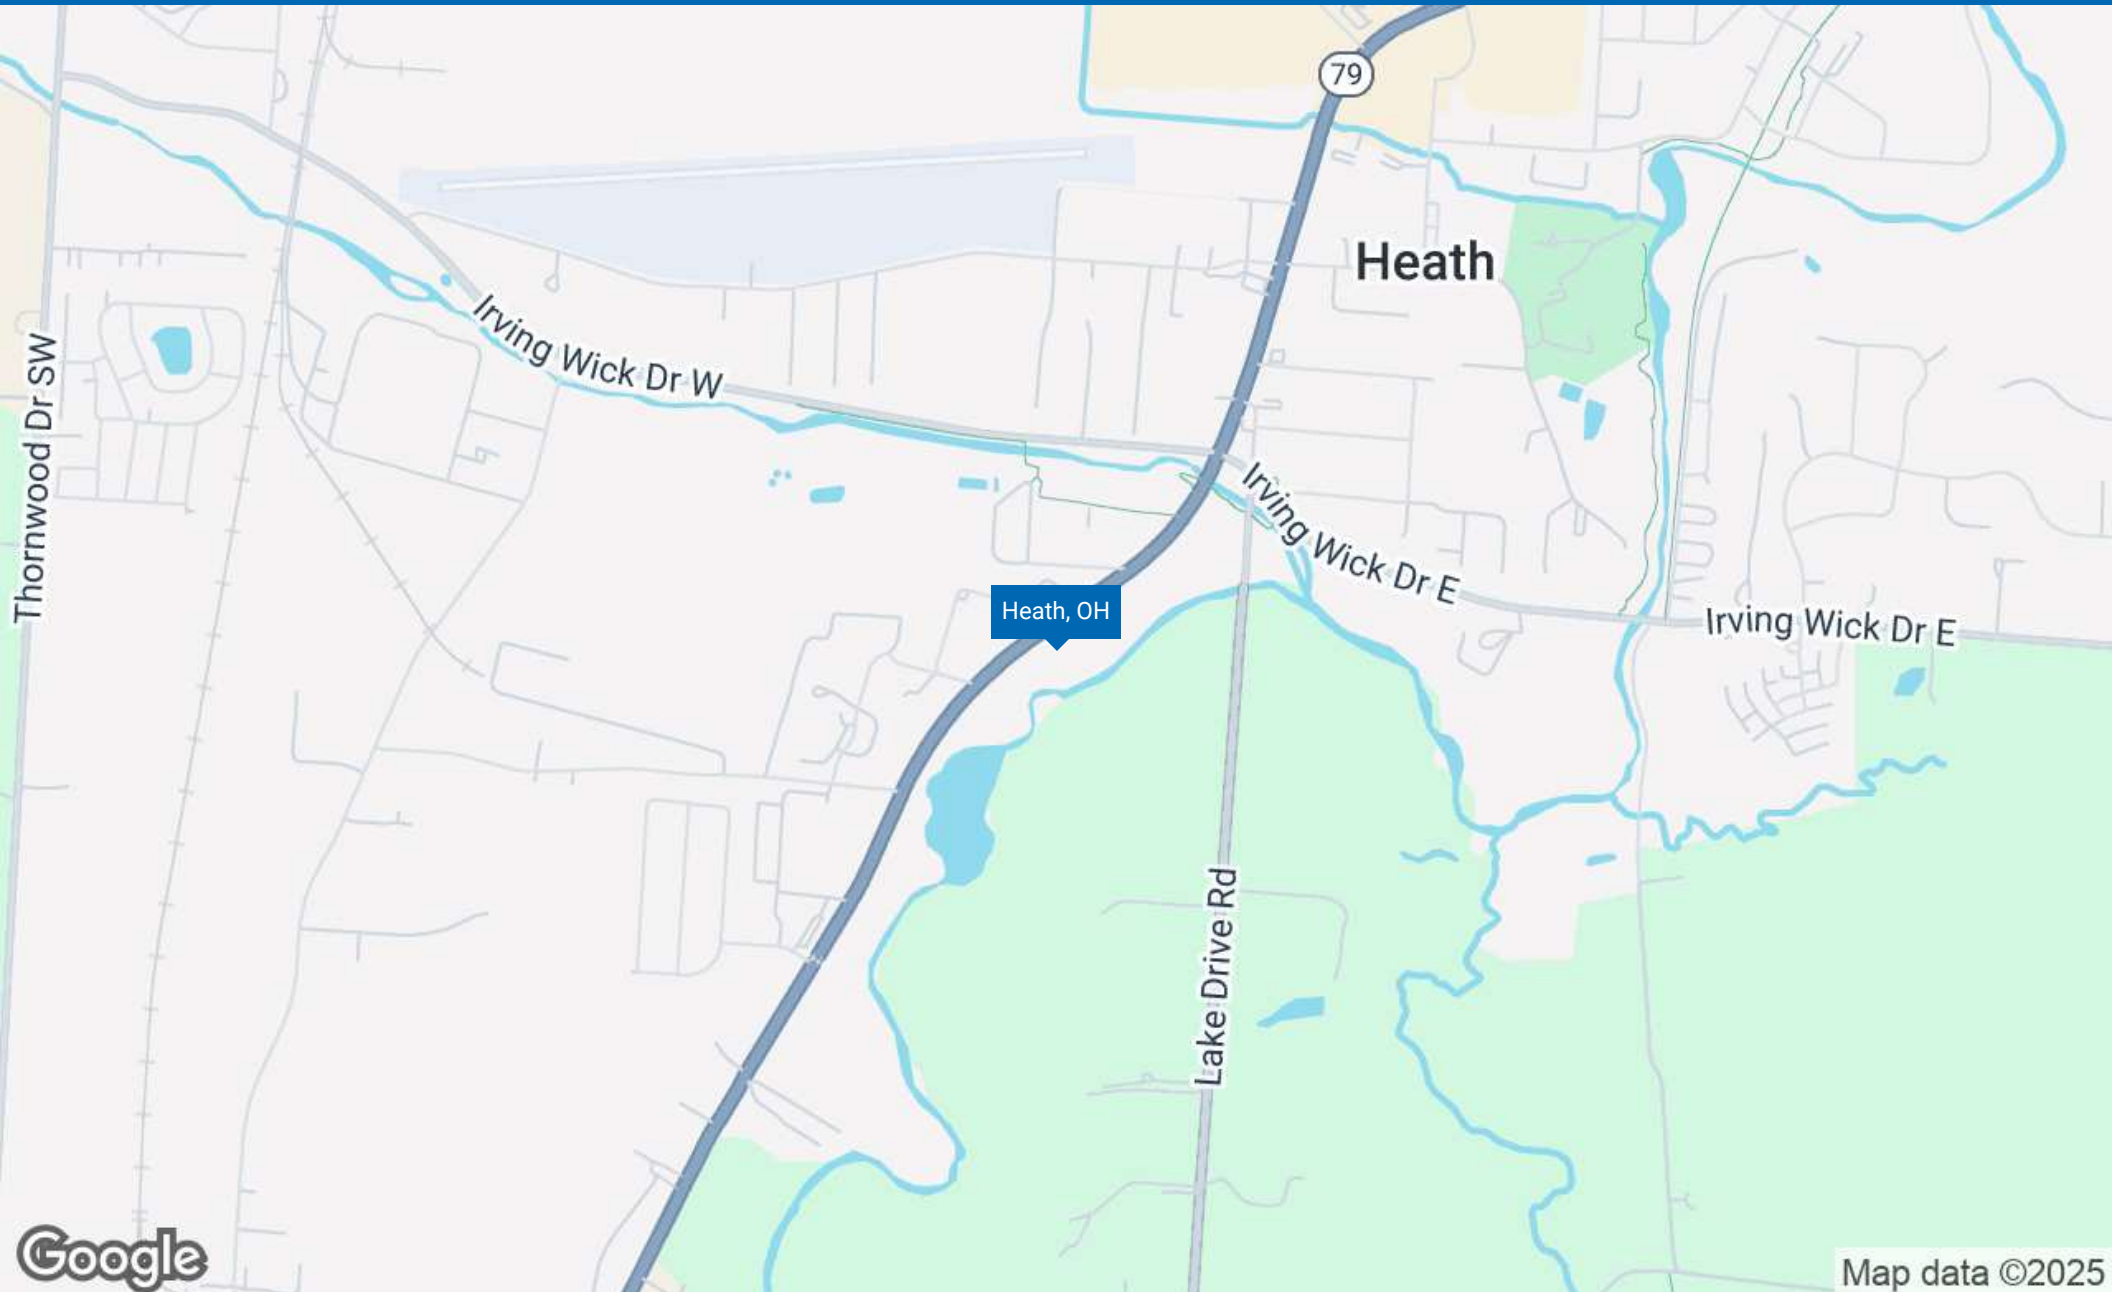 79
Heath
Irving Wick Dr W
Thornwood Dr SW
Irving Wick Dr E
Heath, OH
Irving Wick Dr E
Lake Drive Rd
Google
Map data ©2025